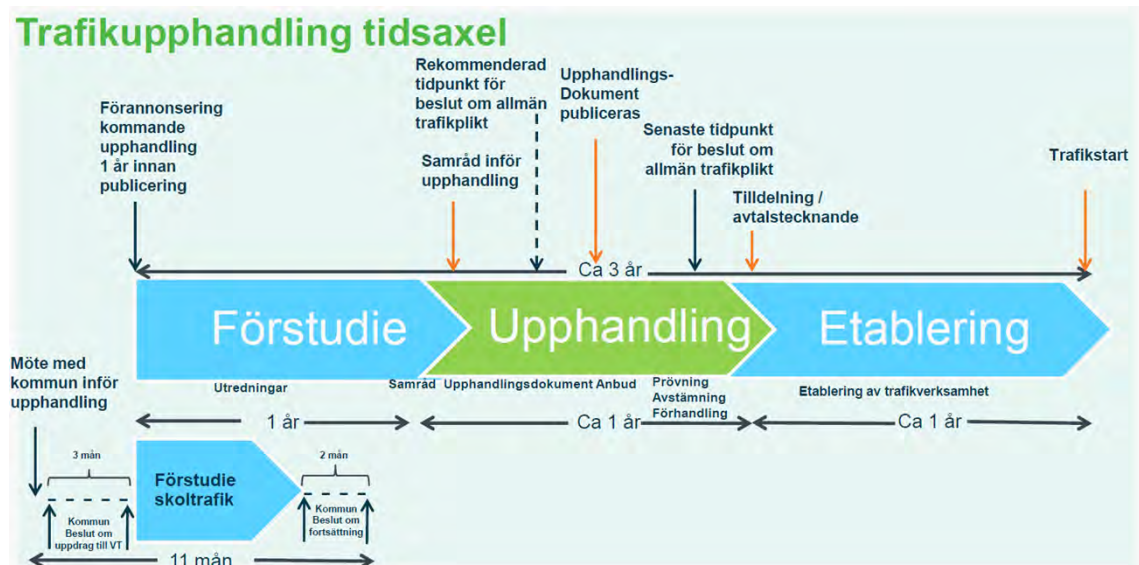 Trafikupphandling tidsaxel
Förannonsering
kommande
upphandling
1 år innan
publicering
Rekommenderad
tidpunkt för
beslut om allmän
trafikplikt
Samråd inför
upphandling
Upphandlings-
Dokument
publiceras
Senaste tidpunkt
för beslut om
allmän trafikplikt
Tilldelning /
avtalstecknande
Trafikstart
Ca 3 år
Förstudie
Upphandling
Etablering
Utredningar
Samråd
Upphandlingsdokument
Anbud
Prövning
Avstämning
Förhandling
Etablering av trafikverksamhet
1 år
Ca 1 år
Ca 1 år
Möte med
kommun inför
upphandling
3 mån
Kommun
Beslut om
uppdrag till VT
Förstudie
skoltrafik
2 mån
Kommun
Beslut om
fortsättning
11 mån